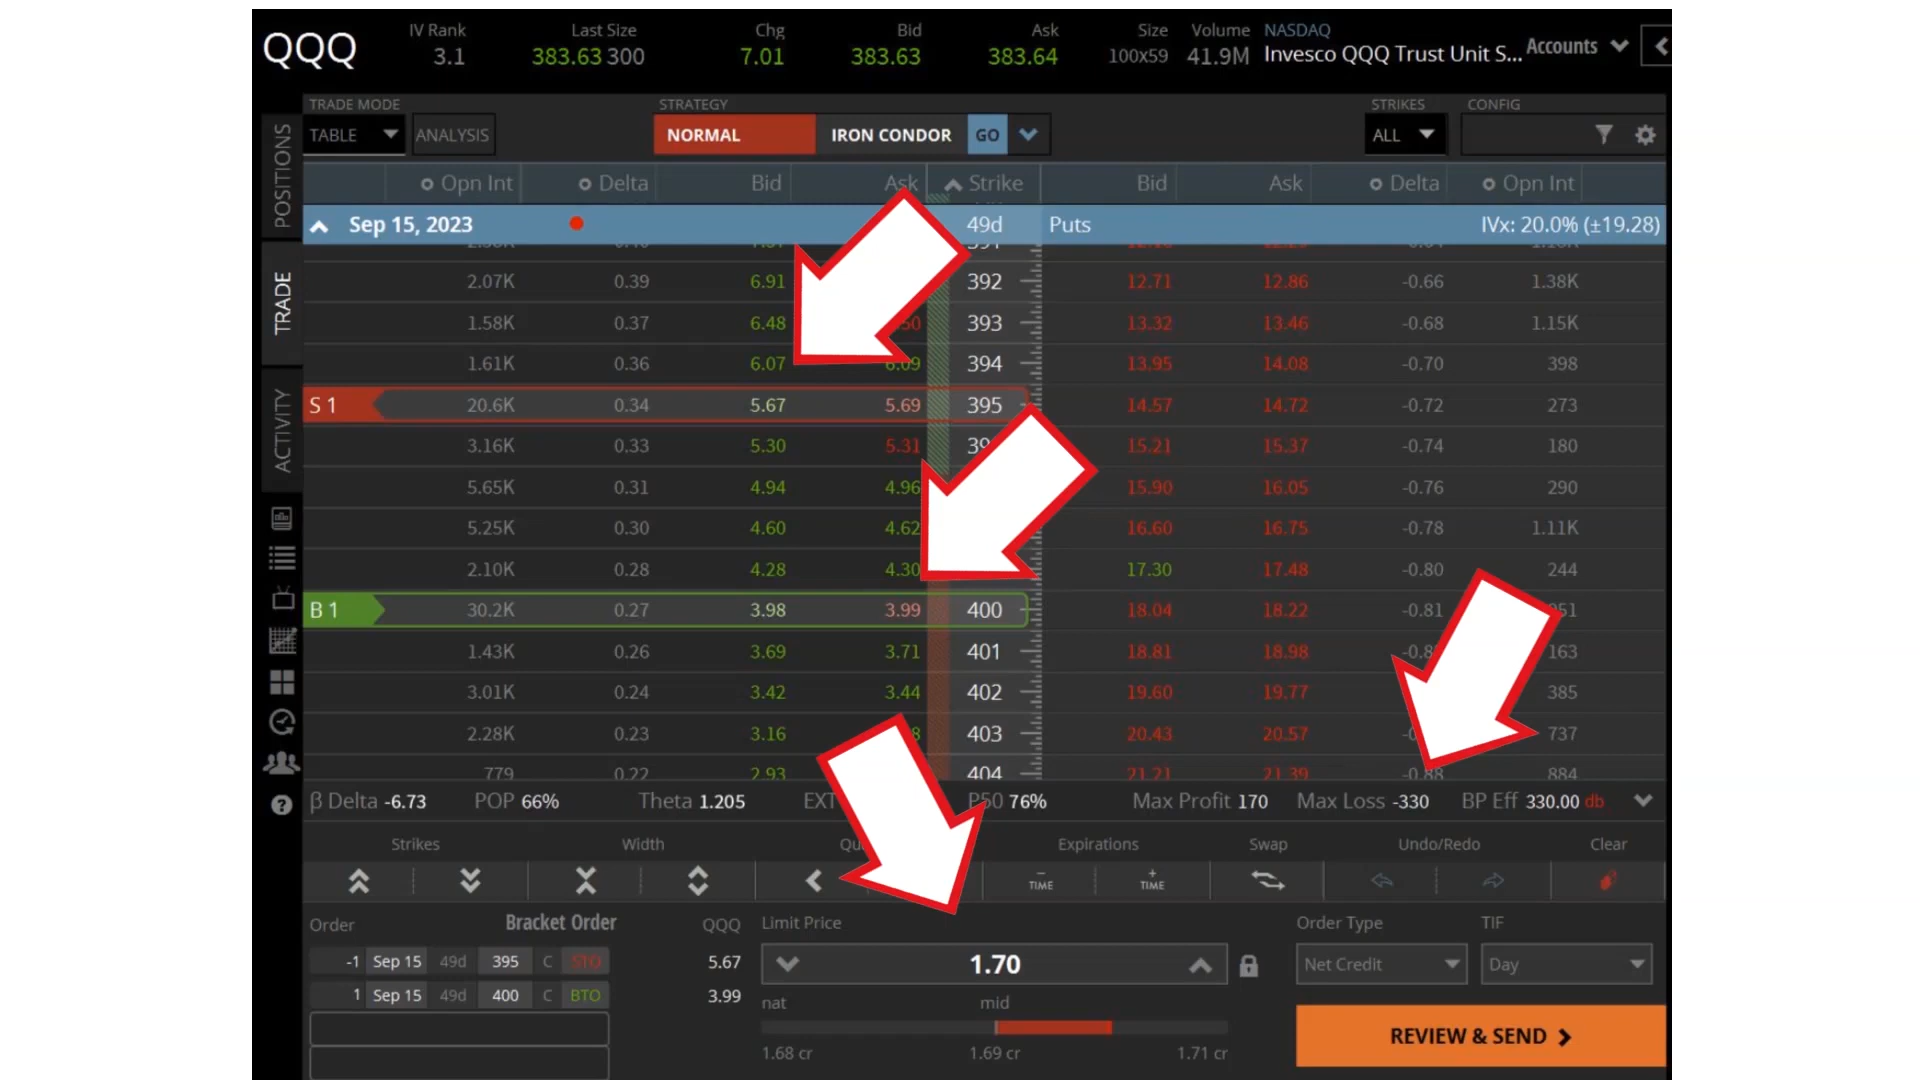 QQQ
IV Rank Last Size Chg Bid Ask Size Volume NASDAQ
3.1 383.63 300 7.01 383.63 383.64 100x59 41.9M Invesco QQQ Trust Unit S... Accounts
TRADE MODE STRATEGY STRIKES CONFIG
TABLE ANALYSIS NORMAL IRON CONDOR GO ALL
POSITIONS
TRADE
ACTIVITY
Opn Int Delta Bid Ask Strike Bid Ask Delta Opn Int
Sep 15, 2023 49d Puts IVx: 20.0% (±19.28)
2.07K 0.39 6.91 392 12.71 12.86 -0.66 1.38K
1.58K 0.37 6.48 393 13.32 13.46 -0.68 1.15K
1.61K 0.36 6.07 6.09 394 13.95 14.08 -0.70 398
S 1 20.6K 0.34 5.67 5.69 395 14.57 14.72 -0.72 273
3.16K 0.33 5.30 5.31 15.21 15.37 -0.74 180
5.65K 0.31 4.94 4.96 15.90 16.05 -0.76 290
5.25K 0.30 4.60 4.62 16.60 16.75 -0.78 1.11K
2.10K 0.28 4.28 4.30 17.30 17.48 -0.80 244
B 1 30.2K 0.27 3.98 3.99 400 18.04 18.22 -0.81
1.43K 0.26 3.69 3.71 401 18.81 18.98 163
3.01K 0.24 3.42 3.44 402 19.60 19.77 385
2.28K 0.23 3.16 403 20.43 20.57 737
779 0.22 2.93 404 21.21 21.39 -0.88 884
β Delta -6.73 POP 66% Theta 1.205 EXT P50 76% Max Profit 170 Max Loss -330 BP Eff 330.00 db
Strikes Width Expirations Swap Undo/Redo Clear
− TIME + TIME
Order Bracket Order QQQ Limit Price Order Type TIF
-1 Sep 15 49d 395 C STO 5.67 1.70 Net Credit Day
1 Sep 15 49d 400 C BTO 3.99
nat mid
1.68 cr 1.69 cr 1.71 cr
REVIEW & SEND